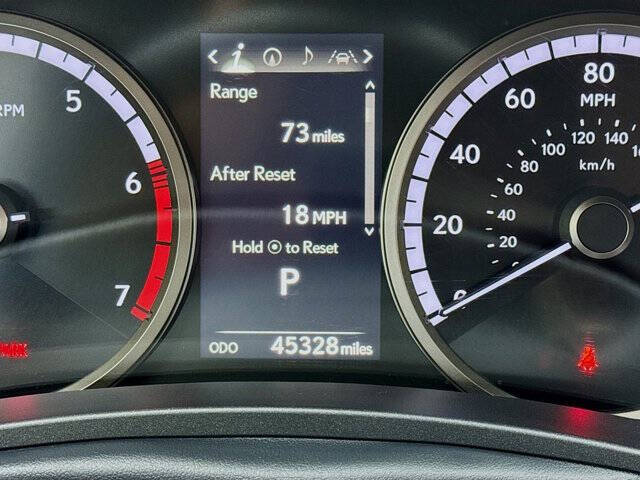 Range
73 miles
After Reset
18 MPH
Hold to Reset
P
ODO 45328 miles
RPM
5
6
7
80
MPH
60
40
20
0
120 140
100
80
60
40
20
km/h